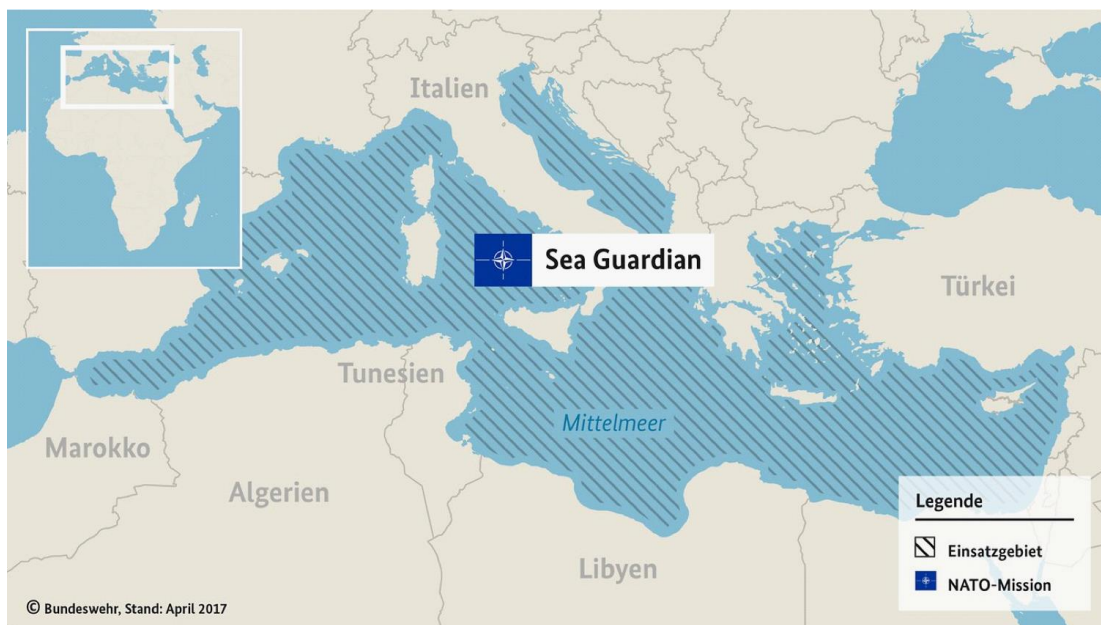 Italien
Sea Guardian
Türkei
Tunesien
Mittelmeer
Marokko
Algerien
Libyen
Legende
Einsatzgebiet
NATO-Mission
© Bundeswehr, Stand: April 2017